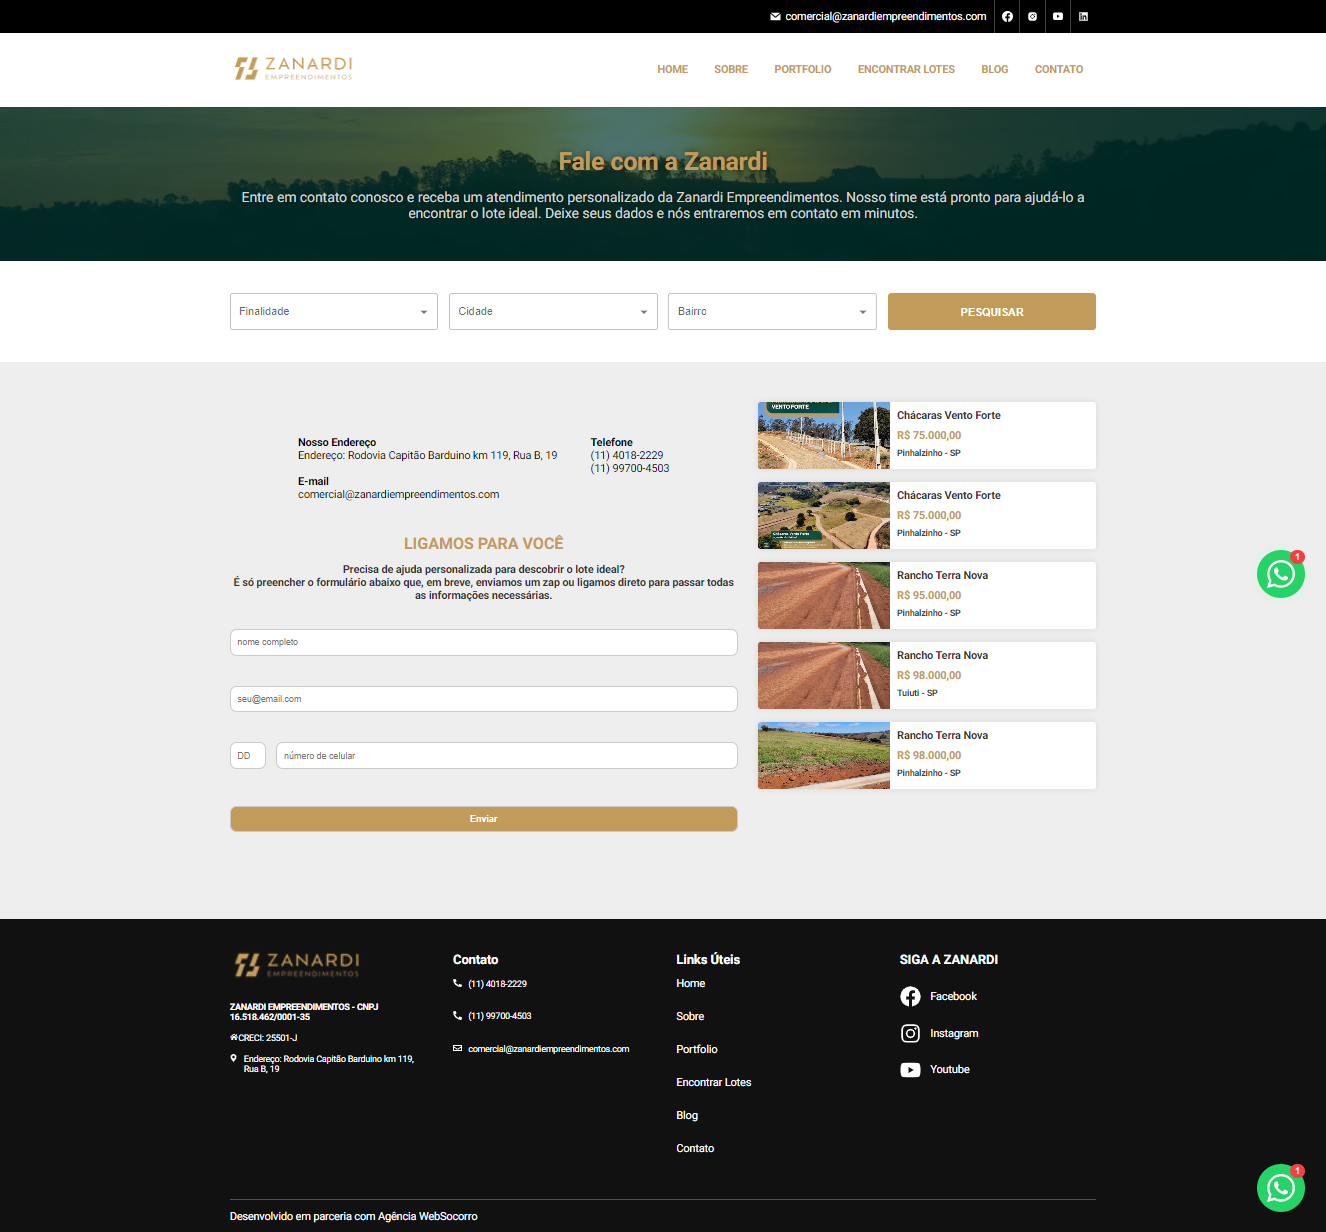 comercial@zanardiempreendimentos.com
ZANARDI
EMPREENDIMENTOS
HOME SOBRE PORTFOLIO ENCONTRAR LOTES BLOG CONTATO
Fale com a Zanardi
Entre em contato conosco e receba um atendimento personalizado da Zanardi Empreendimentos. Nosso time está pronto para ajudá-lo a
encontrar o lote ideal. Deixe seus dados e nós entraremos em contato em minutos.
Finalidade Cidade Bairro PESQUISAR
Nosso Endereço
Endereço: Rodovia Capitão Barduino km 119, Rua B, 19
E-mail
comercial@zanardiempreendimentos.com
Telefone
(11) 4018-2229
(11) 99700-4503
LIGAMOS PARA VOCÊ
Precisa de ajuda personalizada para descobrir o lote ideal?
É só preencher o formulário abaixo que, em breve, enviamos um zap ou ligamos direto para passar todas
as informações necessárias.
nome completo
seu@email.com
DD número de celular
Enviar
VENTO FORTE
Chácaras Vento Forte
R$ 75.000,00
Pinhalzinho - SP
Chácaras Vento Forte
Chácaras Vento Forte
R$ 75.000,00
Pinhalzinho - SP
Rancho Terra Nova
R$ 95.000,00
Pinhalzinho - SP
Rancho Terra Nova
R$ 98.000,00
Tuiuti - SP
Rancho Terra Nova
R$ 98.000,00
Pinhalzinho - SP
1
ZANARDI
EMPREENDIMENTOS
ZANARDI EMPREENDIMENTOS - CNPJ
16.518.462/0001-35
CRECI: 25501-J
Endereço: Rodovia Capitão Barduino km 119,
Rua B, 19
Contato
(11) 4018-2229
(11) 99700-4503
comercial@zanardiempreendimentos.com
Links Úteis
Home
Sobre
Portfolio
Encontrar Lotes
Blog
Contato
SIGA A ZANARDI
Facebook
Instagram
Youtube
1
Desenvolvido em parceria com Agência WebSocorro